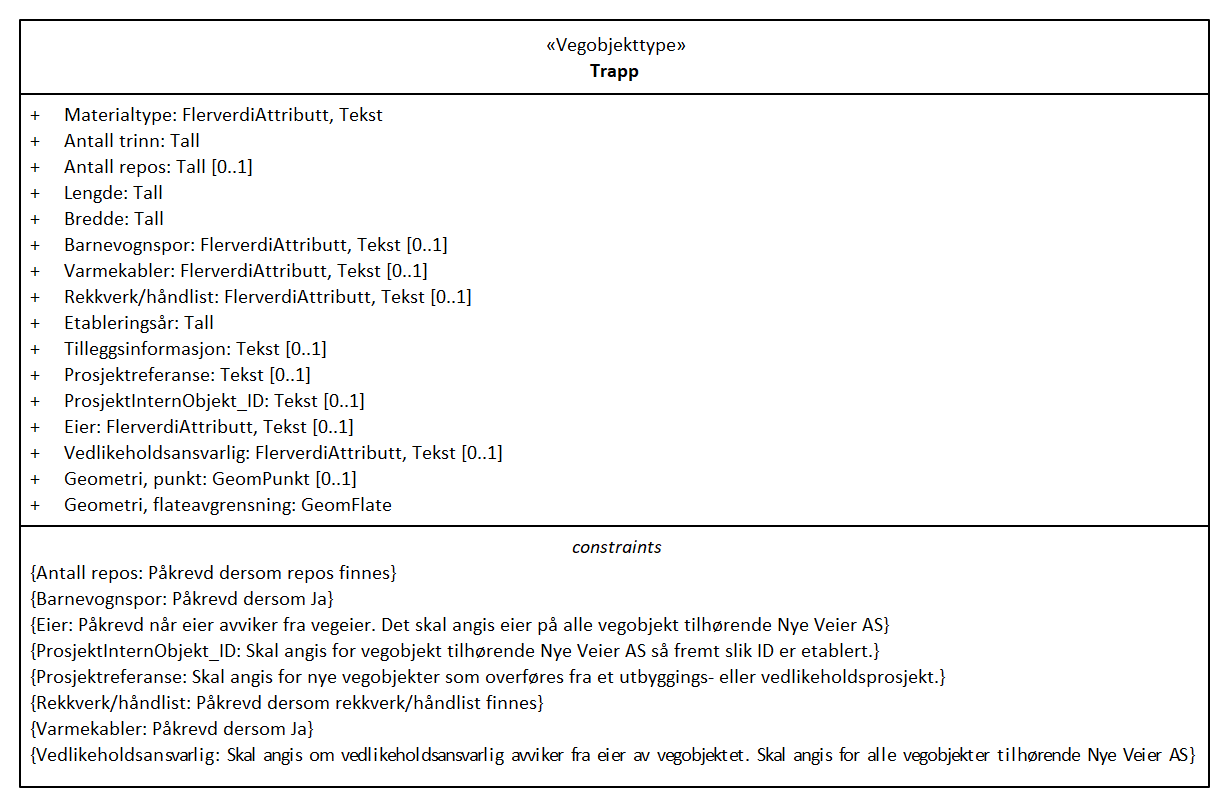 «Vegobjekttype»
Trapp
+ Materialtype: FlerverdiAttributt, Tekst
+ Antall trinn: Tall
+ Antall repos: Tall [0..1]
+ Lengde: Tall
+ Bredde: Tall
+ Barnevognspor: FlerverdiAttributt, Tekst [0..1]
+ Varmekabler: FlerverdiAttributt, Tekst [0..1]
+ Rekkverk/håndlist: FlerverdiAttributt, Tekst [0..1]
+ Etableringsår: Tall
+ Tilleggsinformasjon: Tekst [0..1]
+ Prosjektreferanse: Tekst [0..1]
+ ProsjektInternObjekt_ID: Tekst [0..1]
+ Eier: FlerverdiAttributt, Tekst [0..1]
+ Vedlikeholdsansvarlig: FlerverdiAttributt, Tekst [0..1]
+ Geometri, punkt: GeomPunkt [0..1]
+ Geometri, flateavgrensning: GeomFlate
constraints
{Antall repos: Påkrevd dersom repos finnes}
{Barnevognspor: Påkrevd dersom Ja}
{Eier: Påkrevd når eier avviker fra vegeier. Det skal angis eier på alle vegobjekt tilhørende Nye Veier AS}
{ProsjektInternObjekt_ID: Skal angis for vegobjekt tilhørende Nye Veier AS så fremt slik ID er etablert.}
{Prosjektreferanse: Skal angis for nye vegobjekter som overføres fra et utbyggings- eller vedlikeholdsprosjekt.}
{Rekkverk/håndlist: Påkrevd dersom rekkverk/håndlist finnes}
{Varmekabler: Påkrevd dersom Ja}
{Vedlikeholdsansvarlig: Skal angis om vedlikeholdsansvarlig avviker fra eier av vegobjektet. Skal angis for alle vegobjekter tilhørende Nye Veier AS}